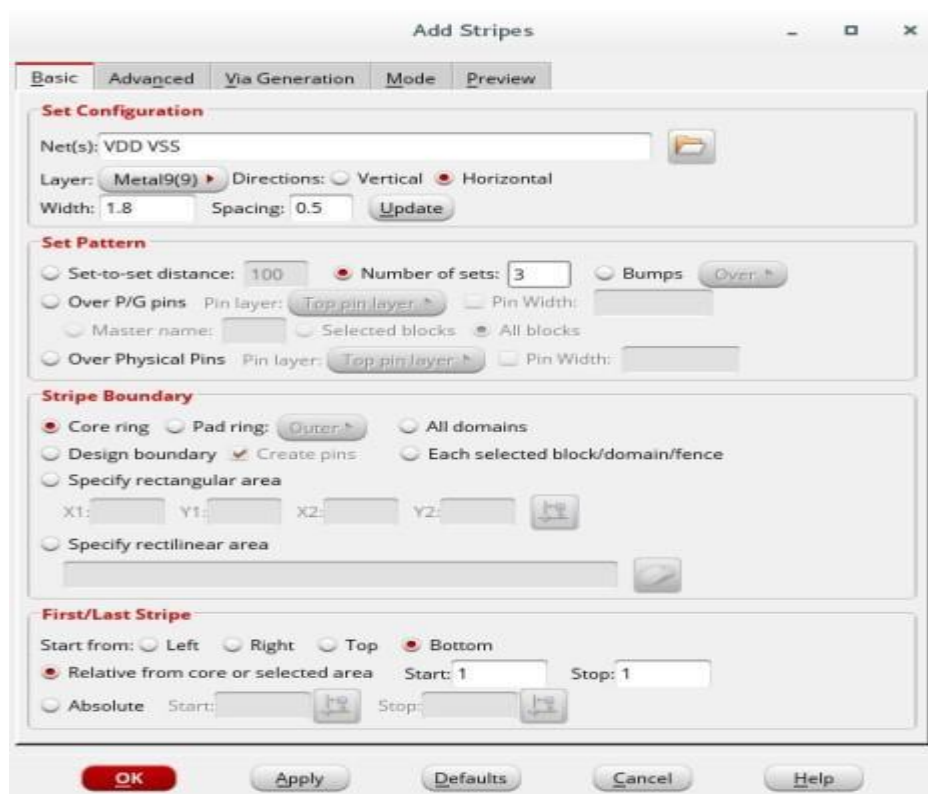 Add Stripes
Basic Advanced Via Generation Mode Preview
Set Configuration
Net(s): VDD VSS
Layer: Metal9(9) Directions: Vertical Horizontal
Width: 1.8 Spacing: 0.5 Update
Set Pattern
Set-to-set distance: 100 Number of sets: 3 Bumps Over
Over P/G pins Pin layer: Top pin layer Pin Width:
Master name: Selected blocks All blocks
Over Physical Pins Pin layer: Top pin layer Pin Width:
Stripe Boundary
Core ring Pad ring: Outer All domains
Design boundary Create pins Each selected block/domain/fence
Specify rectangular area
X1: Y1: X2: Y2:
Specify rectilinear area
First/Last Stripe
Start from: Left Right Top Bottom
Relative from core or selected area Start: 1 Stop: 1
Absolute Start: Stop:
OK Apply Defaults Cancel Help